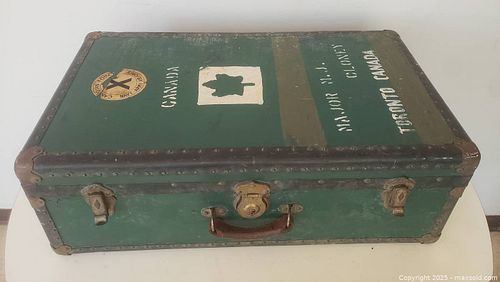 CANADA
X
MAJOR M.J.
CLONEY
TORONTO CANADA
Copyright 2025 - maxsold.com